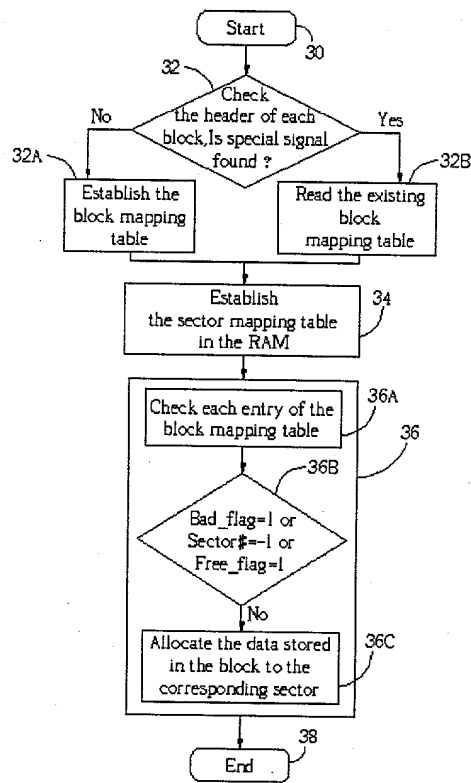 Start
30
32
Check
the header of each
block,Is special signal
found ?
No
Yes
32A
32B
Establish the
block mapping
table
Read the existing
block
mapping table
Establish
the sector mapping table
in the RAM
34
36A
Check each entry of the
block mapping table
36
36B
Bad_flag=1 or
Sector#=-1 or
Free_flag=1
No
Allocate the data stored
in the block to the
corresponding sector
36C
38
End